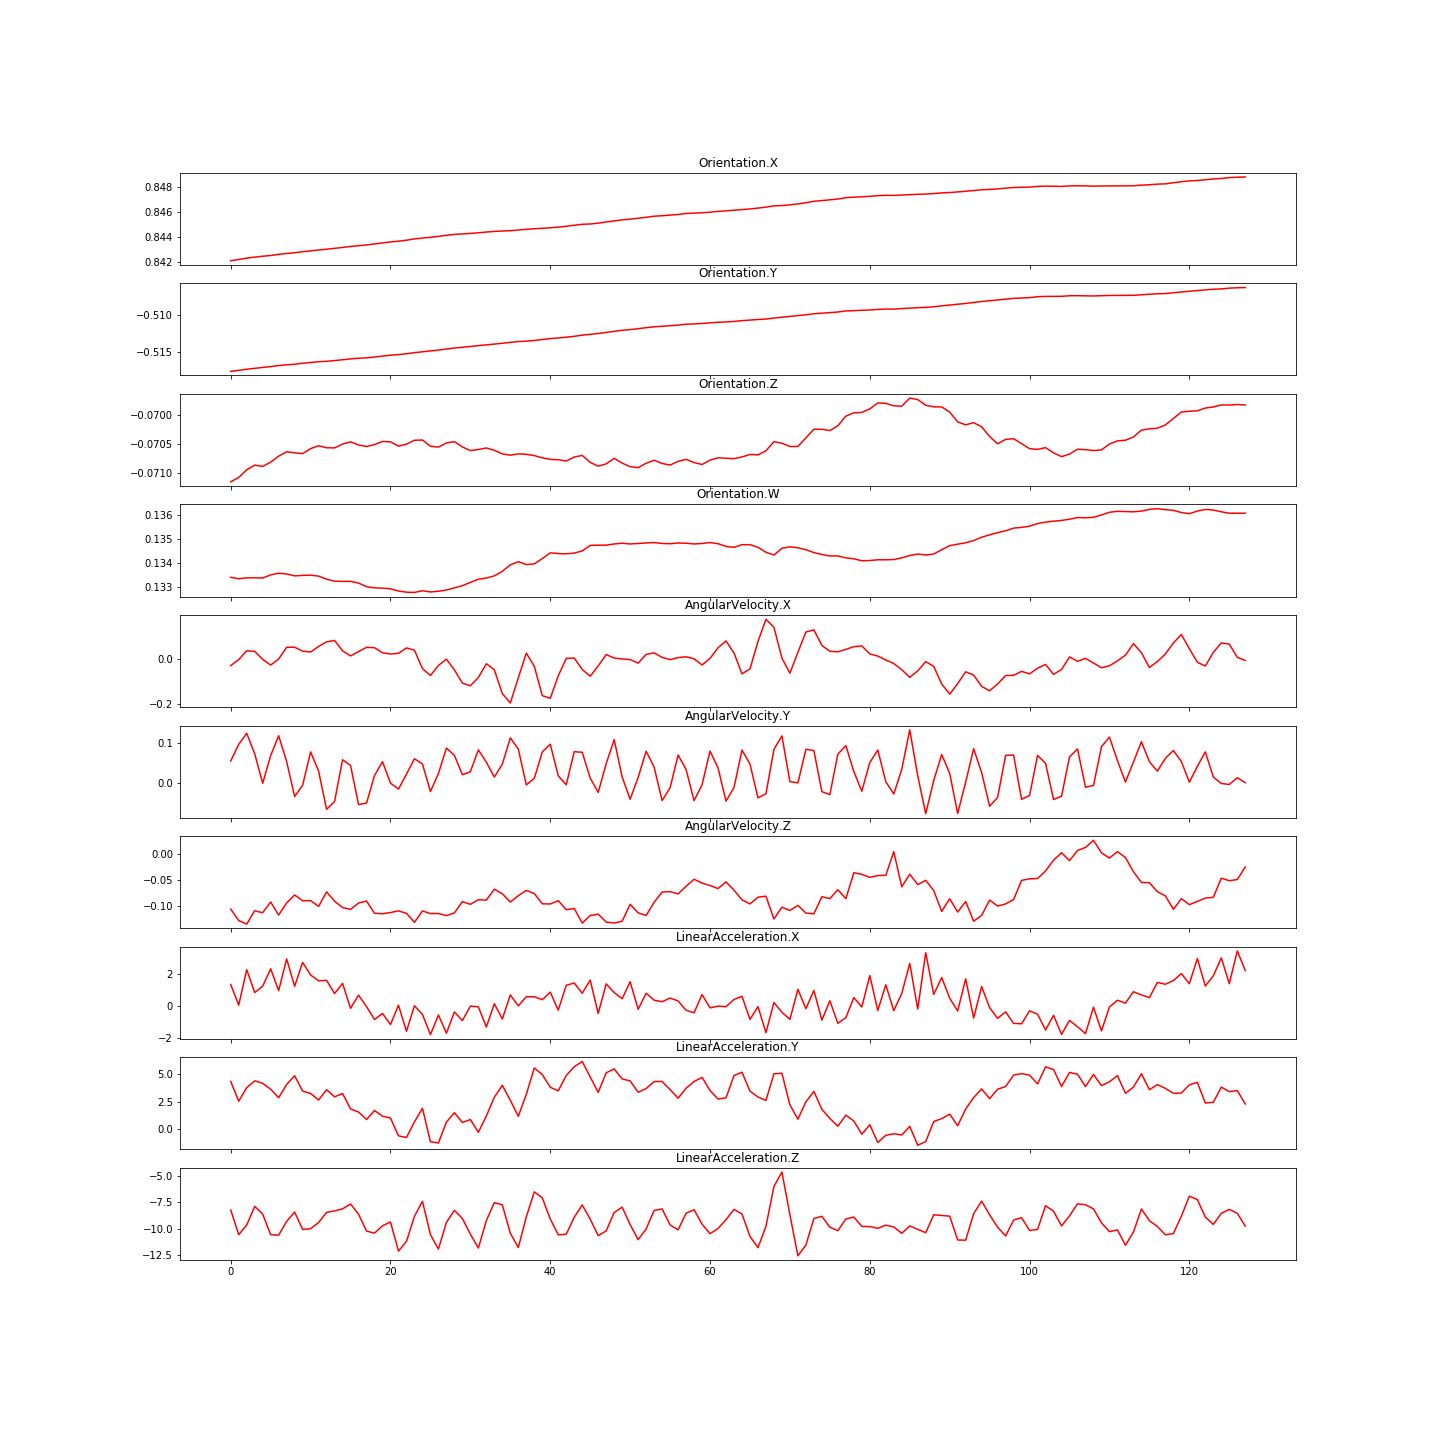 Orientation.X
0.848
0.846
0.844
0.842
Orientation.Y
−0.510
−0.515
Orientation.Z
−0.0700
−0.0705
−0.0710
Orientation.W
0.136
0.135
0.134
0.133
AngularVelocity.X
0.0
−0.2
AngularVelocity.Y
0.1
0.0
AngularVelocity.Z
0.00
−0.05
−0.10
LinearAcceleration.X
2
0
−2
LinearAcceleration.Y
5.0
2.5
0.0
LinearAcceleration.Z
−5.0
−7.5
−10.0
−12.5
0 20 40 60 80 100 120